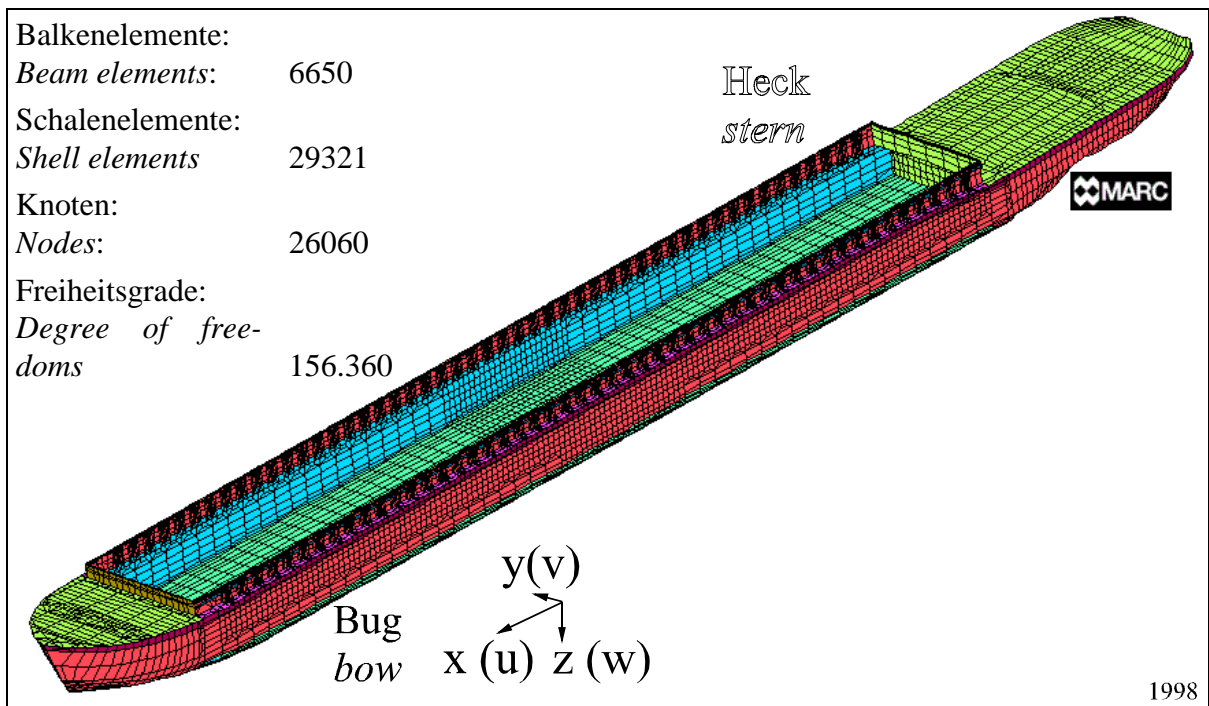 Balkenelemente:
Beam elements: 6650
Schalenelemente:
Shell elements 29321
Knoten:
Nodes: 26060
Freiheitsgrade:
Degree of free-
doms 156.360
Heck
stern
MARC
y(v)
Bug
bow
x (u) z (w)
1998